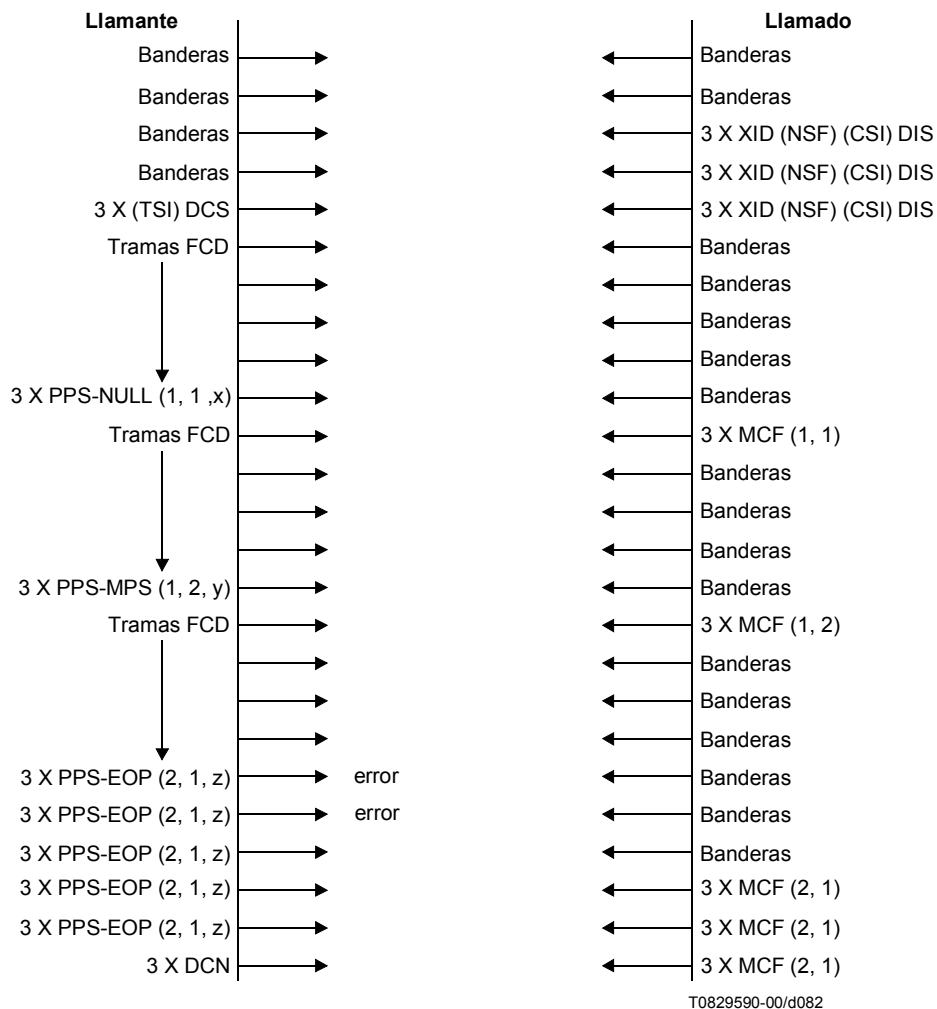 Llamante Llamado
Banderas Banderas
Banderas Banderas
Banderas 3 X XID (NSF) (CSI) DIS
Banderas 3 X XID (NSF) (CSI) DIS
3 X (TSI) DCS 3 X XID (NSF) (CSI) DIS
Tramas FCD Banderas
Banderas
Banderas
Banderas
3 X PPS-NULL (1, 1 ,x) Banderas
Tramas FCD 3 X MCF (1, 1)
Banderas
Banderas
Banderas
3 X PPS-MPS (1, 2, y) Banderas
Tramas FCD 3 X MCF (1, 2)
Banderas
Banderas
Banderas
3 X PPS-EOP (2, 1, z) error Banderas
3 X PPS-EOP (2, 1, z) error Banderas
3 X PPS-EOP (2, 1, z) Banderas
3 X PPS-EOP (2, 1, z) 3 X MCF (2, 1)
3 X PPS-EOP (2, 1, z) 3 X MCF (2, 1)
3 X DCN 3 X MCF (2, 1)
T0829590-00/d082